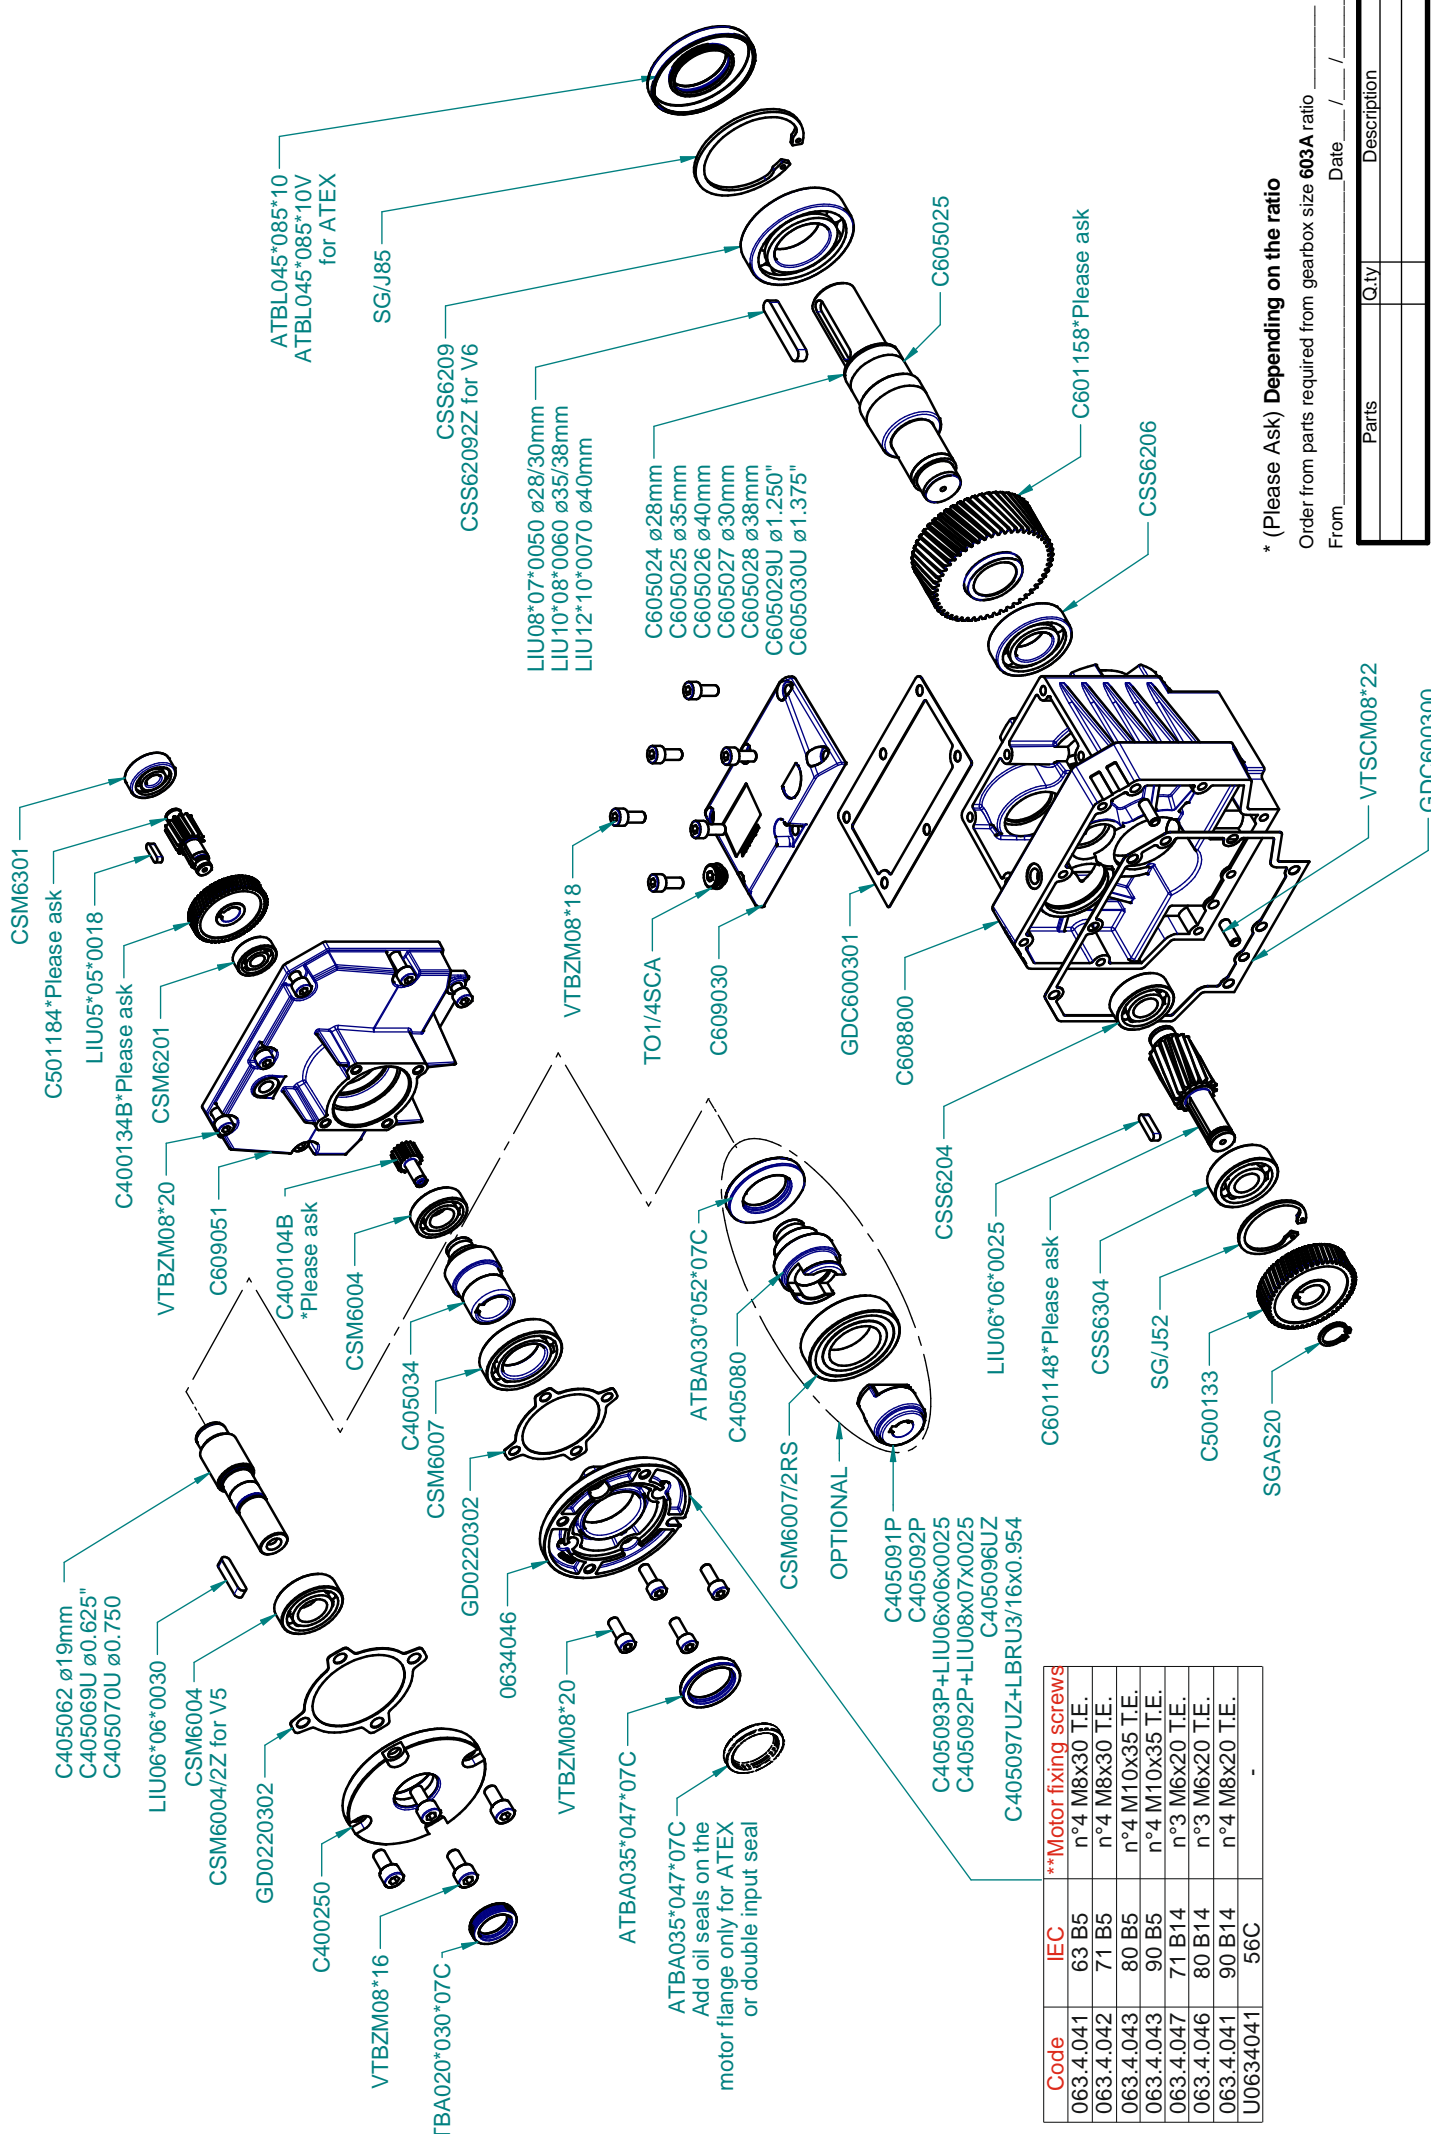 ATBL045*085*10
ATBL045*085*10V
for ATEX
SG/J85
CSS6209
CSS62092Z for V6
LIU08*07*0050 ø28/30mm
LIU10*08*0060 ø35/38mm
LIU12*10*0070 ø40mm
C605024 ø28mm
C605025 ø35mm
C605026 ø40mm
C605027 ø30mm
C605028 ø38mm
C605029U ø1.250"
C605030U ø1.375"
C605025
C601158*Please ask
CSS6206
CSM6301
C501184*Please ask
LIU05*05*0018
C400134B*Please ask
CSM6201
VTBZM08*20
C609051
C400104B
*Please ask
CSM6004
C405034
CSM6007
GD0220302
0634046
VTBZM08*20
ATBA035*047*07C
ATBA035*047*07C
Add oil seals on the
motor flange only for ATEX
or double input seal
VTBZM08*18
TO1/4SCA
C609030
GDC600301
C608800
VTSCM08*22
GDC600300
CSS6204
LIU06*06*0025
C601148*Please ask
CSS6304
SG/J52
C500133
SGAS20
ATBA030*052*07C
C405080
CSM6007/2RS
OPTIONAL
C405091P
C405092P
C405093P+LIU06x06x0025
C405092P+LIU08x07x0025
C405096UZ
C405097UZ+LBRU3/16x0.954
C405062 ø19mm
C405069U ø0.625"
C405070U ø0.750
LIU06*06*0030
CSM6004
CSM6004/2Z for V5
GD0220302
C400250
VTBZM08*16
TBA020*030*07C
Code IEC **Motor fixing screws
063.4.041 63 B5 n°4 M8x30 T.E.
063.4.042 71 B5 n°4 M8x30 T.E.
063.4.043 80 B5 n°4 M10x35 T.E.
063.4.043 90 B5 n°4 M10x35 T.E.
063.4.047 71 B14 n°3 M6x20 T.E.
063.4.046 80 B14 n°3 M6x20 T.E.
063.4.041 90 B14 n°4 M8x20 T.E.
U0634041 56C -
* (Please Ask) Depending on the ratio
Order from parts required from gearbox size 603A ratio
From Date / /
Parts Q.ty Description